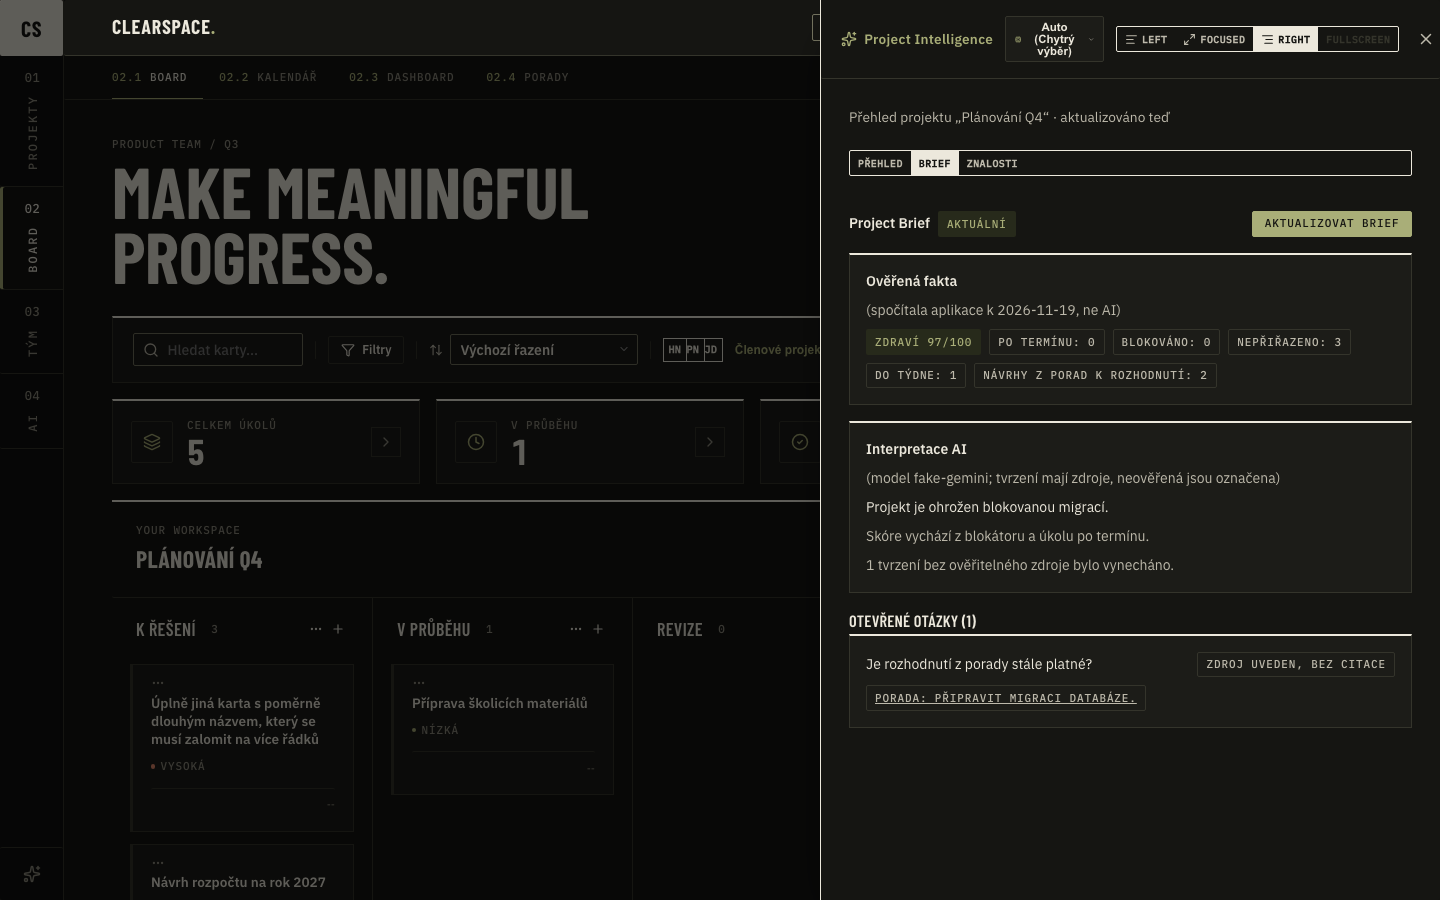 CS
01
PROJEKTY
02
BOARD
03
TÝM
04
AI
CLEARSPACE.
02.1 BOARD
02.2 KALENDÁŘ
02.3 DASHBOARD
02.4 PORADY
PRODUCT TEAM / Q3
MAKE MEANINGFUL
PROGRESS.
Hledat karty...
Filtry
Výchozí řazení
HN
PN
JD
Členové projek
CELKEM ÚKOLŮ
5
V PRŮBĚHU
1
YOUR WORKSPACE
PLÁNOVÁNÍ Q4
K ŘEŠENÍ 3
V PRŮBĚHU 1
REVIZE 0
Úplně jiná karta s poměrně
dlouhým názvem, který se
musí zalomit na více řádků
VYSOKÁ
Příprava školicích materiálů
NÍZKÁ
Návrh rozpočtu na rok 2027
Project Intelligence
Auto
(Chytrý
výběr)
LEFT
FOCUSED
RIGHT
FULLSCREEN
Přehled projektu „Plánování Q4“ · aktualizováno teď
PŘEHLED
BRIEF
ZNALOSTI
Project Brief
AKTUÁLNÍ
AKTUALIZOVAT BRIEF
Ověřená fakta
(spočítala aplikace k 2026-11-19, ne AI)
ZDRAVÍ 97/100
PO TERMÍNU: 0
BLOKOVÁNO: 0
NEPŘIŘAZENO: 3
DO TÝDNE: 1
NÁVRHY Z PORAD K ROZHODNUTÍ: 2
Interpretace AI
(model fake-gemini; tvrzení mají zdroje, neověřená jsou označena)
Projekt je ohrožen blokovanou migrací.
Skóre vychází z blokátoru a úkolu po termínu.
1 tvrzení bez ověřitelného zdroje bylo vynecháno.
OTEVŘENÉ OTÁZKY (1)
Je rozhodnutí z porady stále platné?
ZDROJ UVEDEN, BEZ CITACE
PORADA: PŘIPRAVIT MIGRACI DATABÁZE.